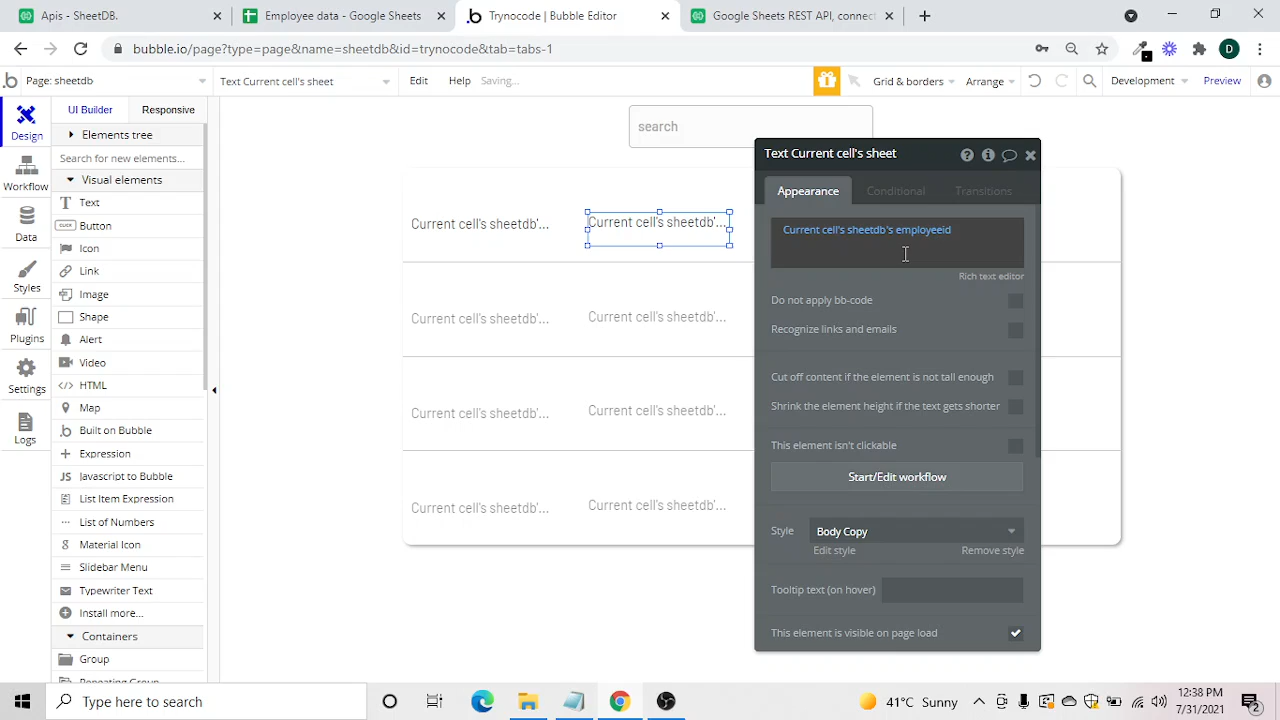 Employee data - Google Sheets
Trynocode | Bubble Editor
Google Sheets REST API, connect
bubble.io/page?type=page&name=sheetdb&id=trynocode&tab=tabs-1
D
Page: sheetdb
Text Current cell's sheet
Edit
Help
Saving...
Grid & borders
Arrange
Development
Preview
Design
Workflow
Data
Styles
Plugins
Settings
Logs
UI Builder
Responsive
Elements tree
Search for new elements...
Visual elements
Text
Button
Icon
Link
Image
Shape
Alert
Video
HTML
Map
Built on Bubble
Expression
Javascript to Bubble
List Item Expression
List of Numbers
Material Icon
Slidebar Menu
Typewriter Pro
Install more...
Containers
Group
Repeating Group
search
Current cell's sheetdb'...
Current cell's sheetdb'...
Current cell's sheetdb'...
Current cell's sheetdb'...
Current cell's sheetdb'...
Current cell's sheetdb'...
Current cell's sheetdb'...
Current cell's sheetdb'...
Text Current cell's sheet
Appearance
Conditional
Transitions
Current cell's sheetdb's employeeid
Rich text editor
Do not apply bb-code
Recognize links and emails
Cut off content if the element is not tall enough
Shrink the element height if the text gets shorter
This element isn't clickable
Start/Edit workflow
Style
Body Copy
Edit style
Remove style
Tooltip text (on hover)
This element is visible on page load
Type here to search
41°C Sunny
12:38 PM
7/31/2021
2